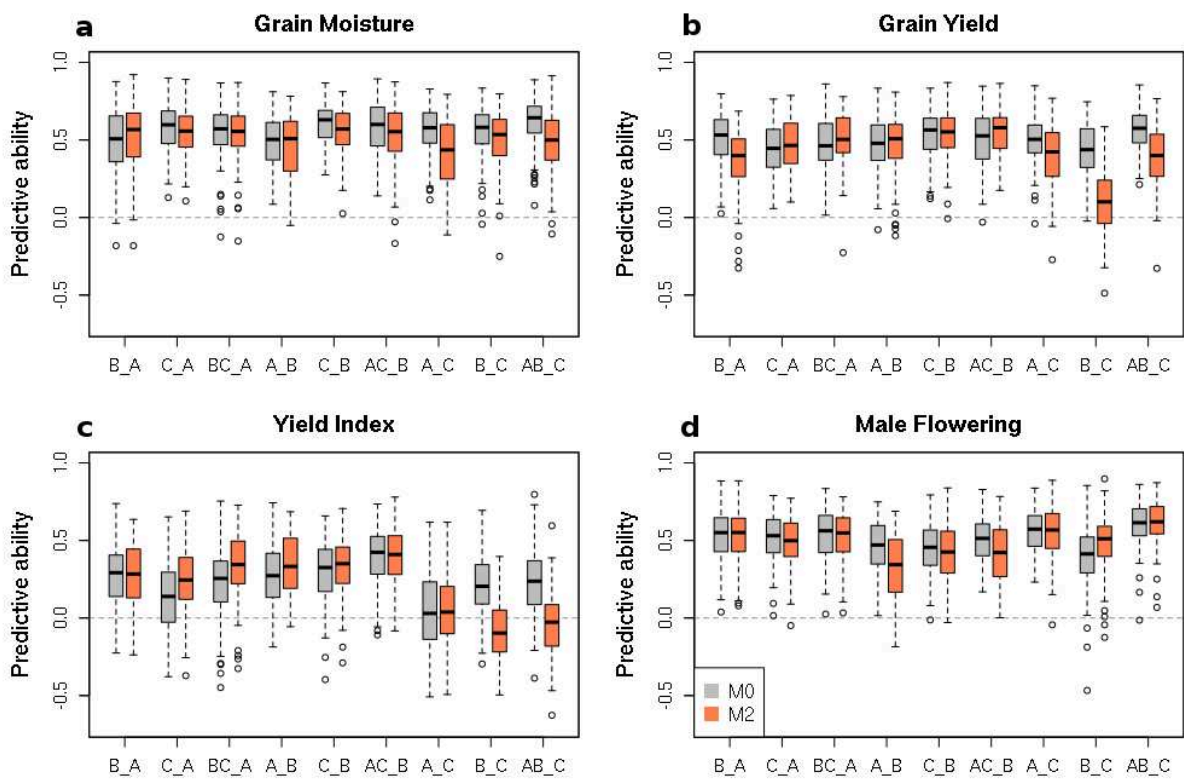 a Grain Moisture
Predictive ability
1.0
0.5
0.0
-0.5
B_A C_A BC_A A_B C_B AC_B A_C B_C AB_C
b Grain Yield
Predictive ability
1.0
0.5
0.0
-0.5
B_A C_A BC_A A_B C_B AC_B A_C B_C AB_C
c Yield Index
Predictive ability
1.0
0.5
0.0
-0.5
B_A C_A BC_A A_B C_B AC_B A_C B_C AB_C
d Male Flowering
Predictive ability
1.0
0.5
0.0
-0.5
M0
M2
B_A C_A BC_A A_B C_B AC_B A_C B_C AB_C